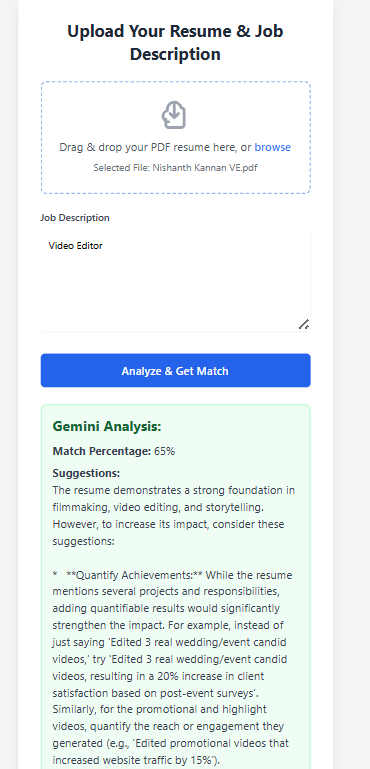 Upload Your Resume & Job
Description
Drag & drop your PDF resume here, or browse
Selected File: Nishanth Kannan VE.pdf
Job Description
Video Editor
Analyze & Get Match
Gemini Analysis:
Match Percentage: 65%
Suggestions:
The resume demonstrates a strong foundation in
filmmaking, video editing, and storytelling.
However, to increase its impact, consider these
suggestions:
*   **Quantify Achievements:** While the resume
mentions several projects and responsibilities,
adding quantifiable results would significantly
strengthen the impact. For example, instead of
just saying 'Edited 3 real wedding/event candid
videos,' try 'Edited 3 real wedding/event candid
videos, resulting in a 20% increase in client
satisfaction based on post-event surveys'.
Similarly, for the promotional and highlight
videos, quantify the reach or engagement they
generated (e.g., 'Edited promotional videos that
increased website traffic by 15%').